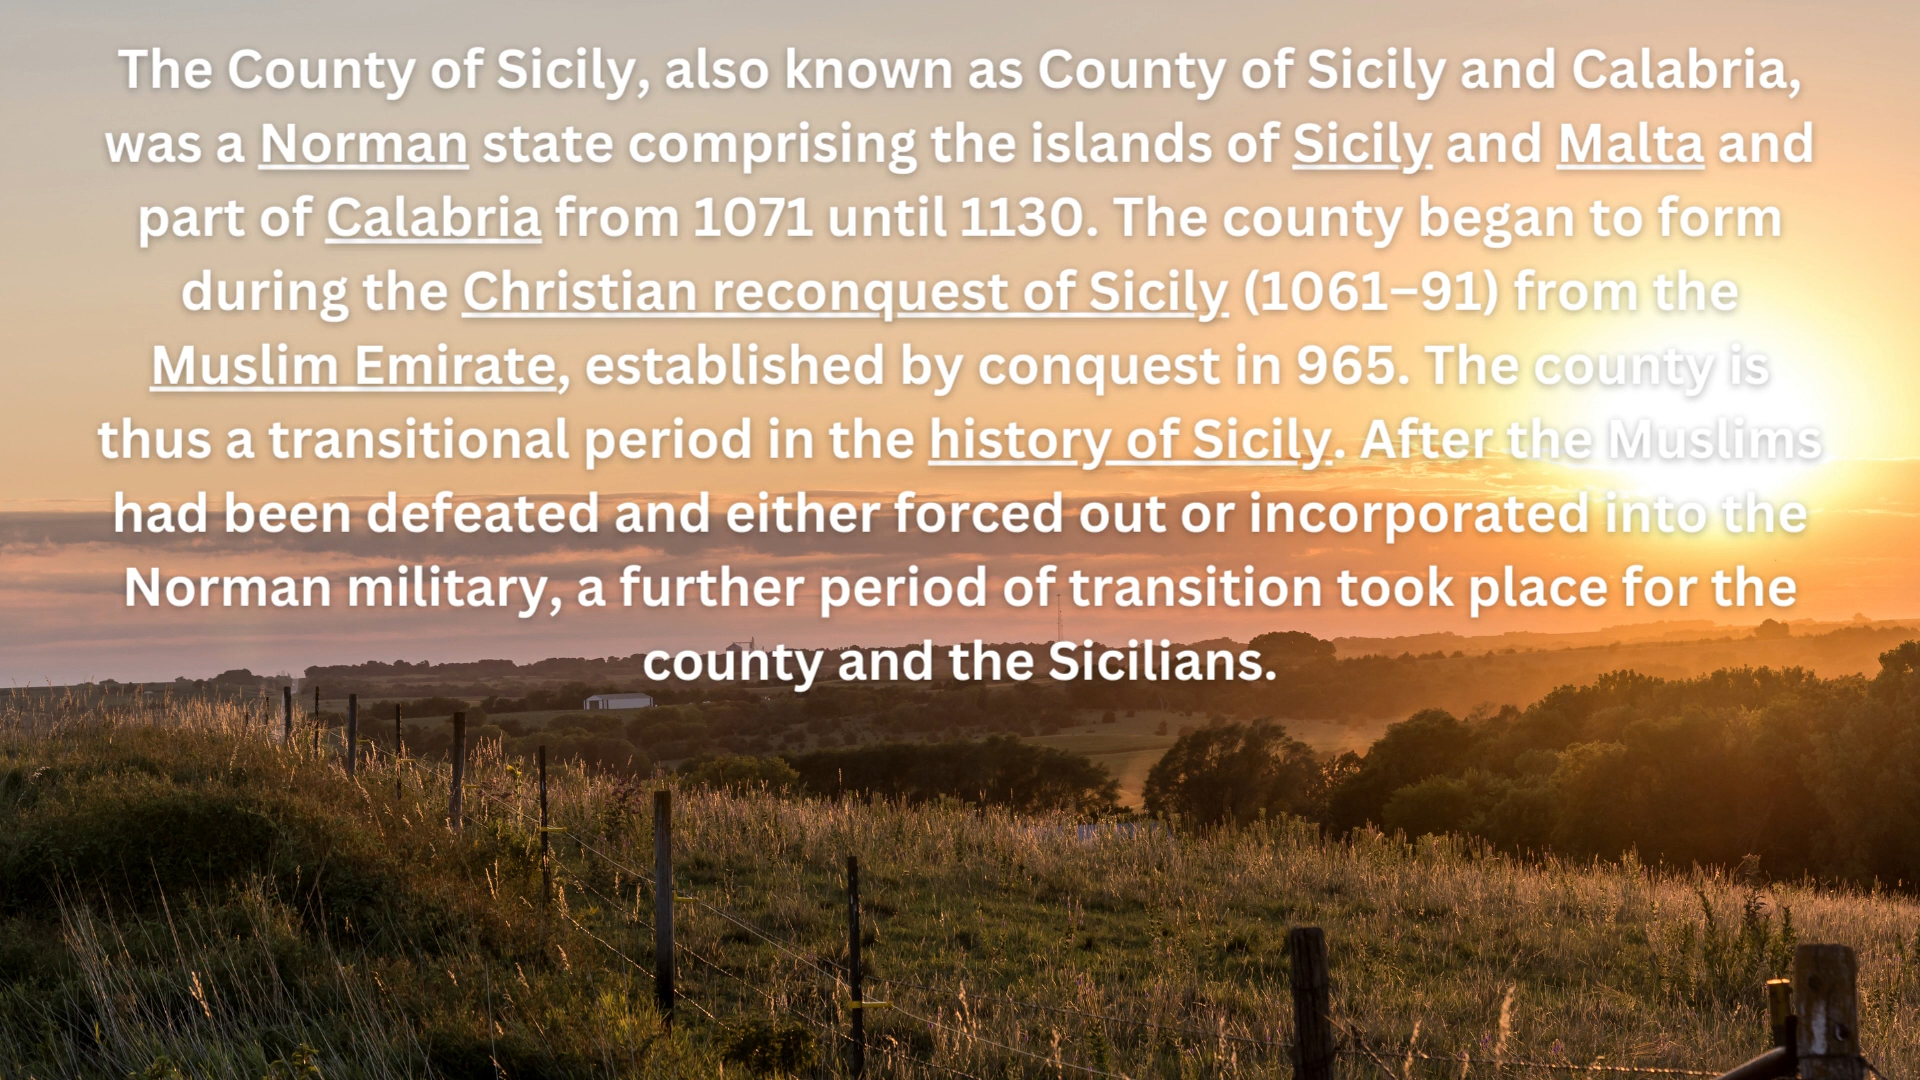 The County of Sicily, also known as County of Sicily and Calabria,
was a Norman state comprising the islands of Sicily and Malta and
part of Calabria from 1071 until 1130. The county began to form
during the Christian reconquest of Sicily (1061–91) from the
Muslim Emirate, established by conquest in 965. The county is
thus a transitional period in the history of Sicily. After the Muslims
had been defeated and either forced out or incorporated into the
Norman military, a further period of transition took place for the
county and the Sicilians.